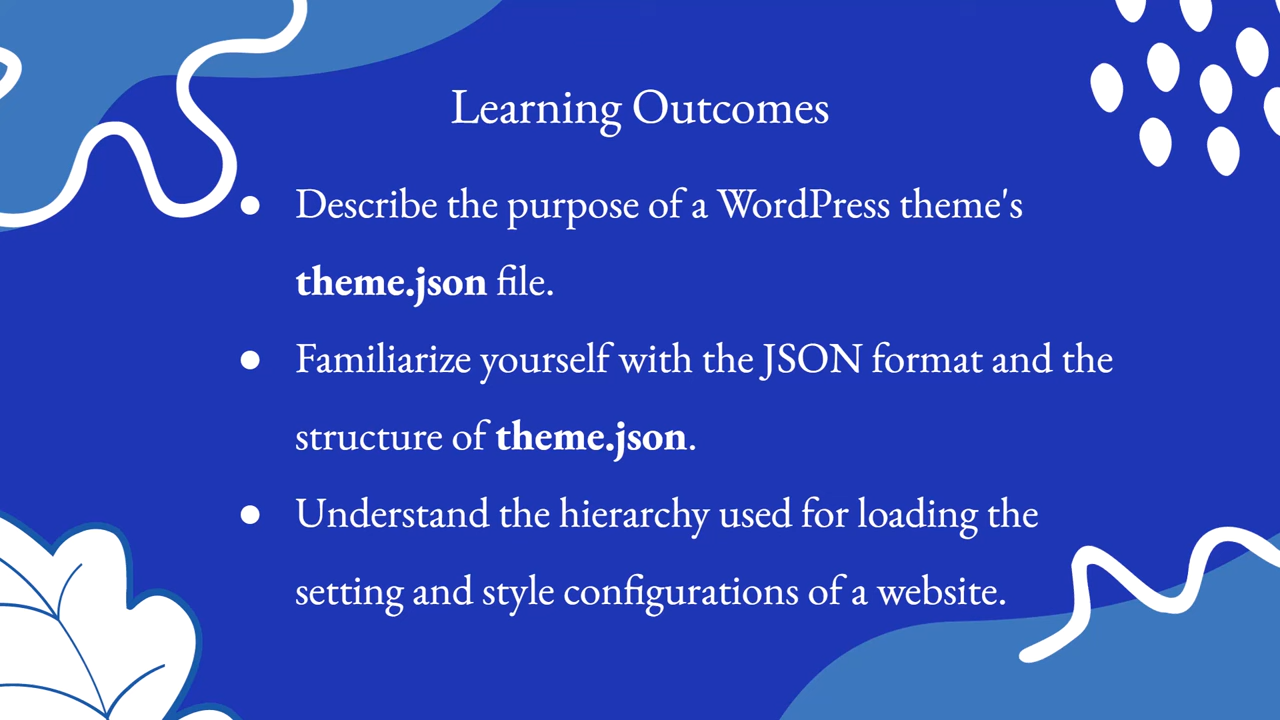 Learning Outcomes
● Describe the purpose of a WordPress theme's
theme.json file.
● Familiarize yourself with the JSON format and the
structure of theme.json.
● Understand the hierarchy used for loading the
setting and style configurations of a website.